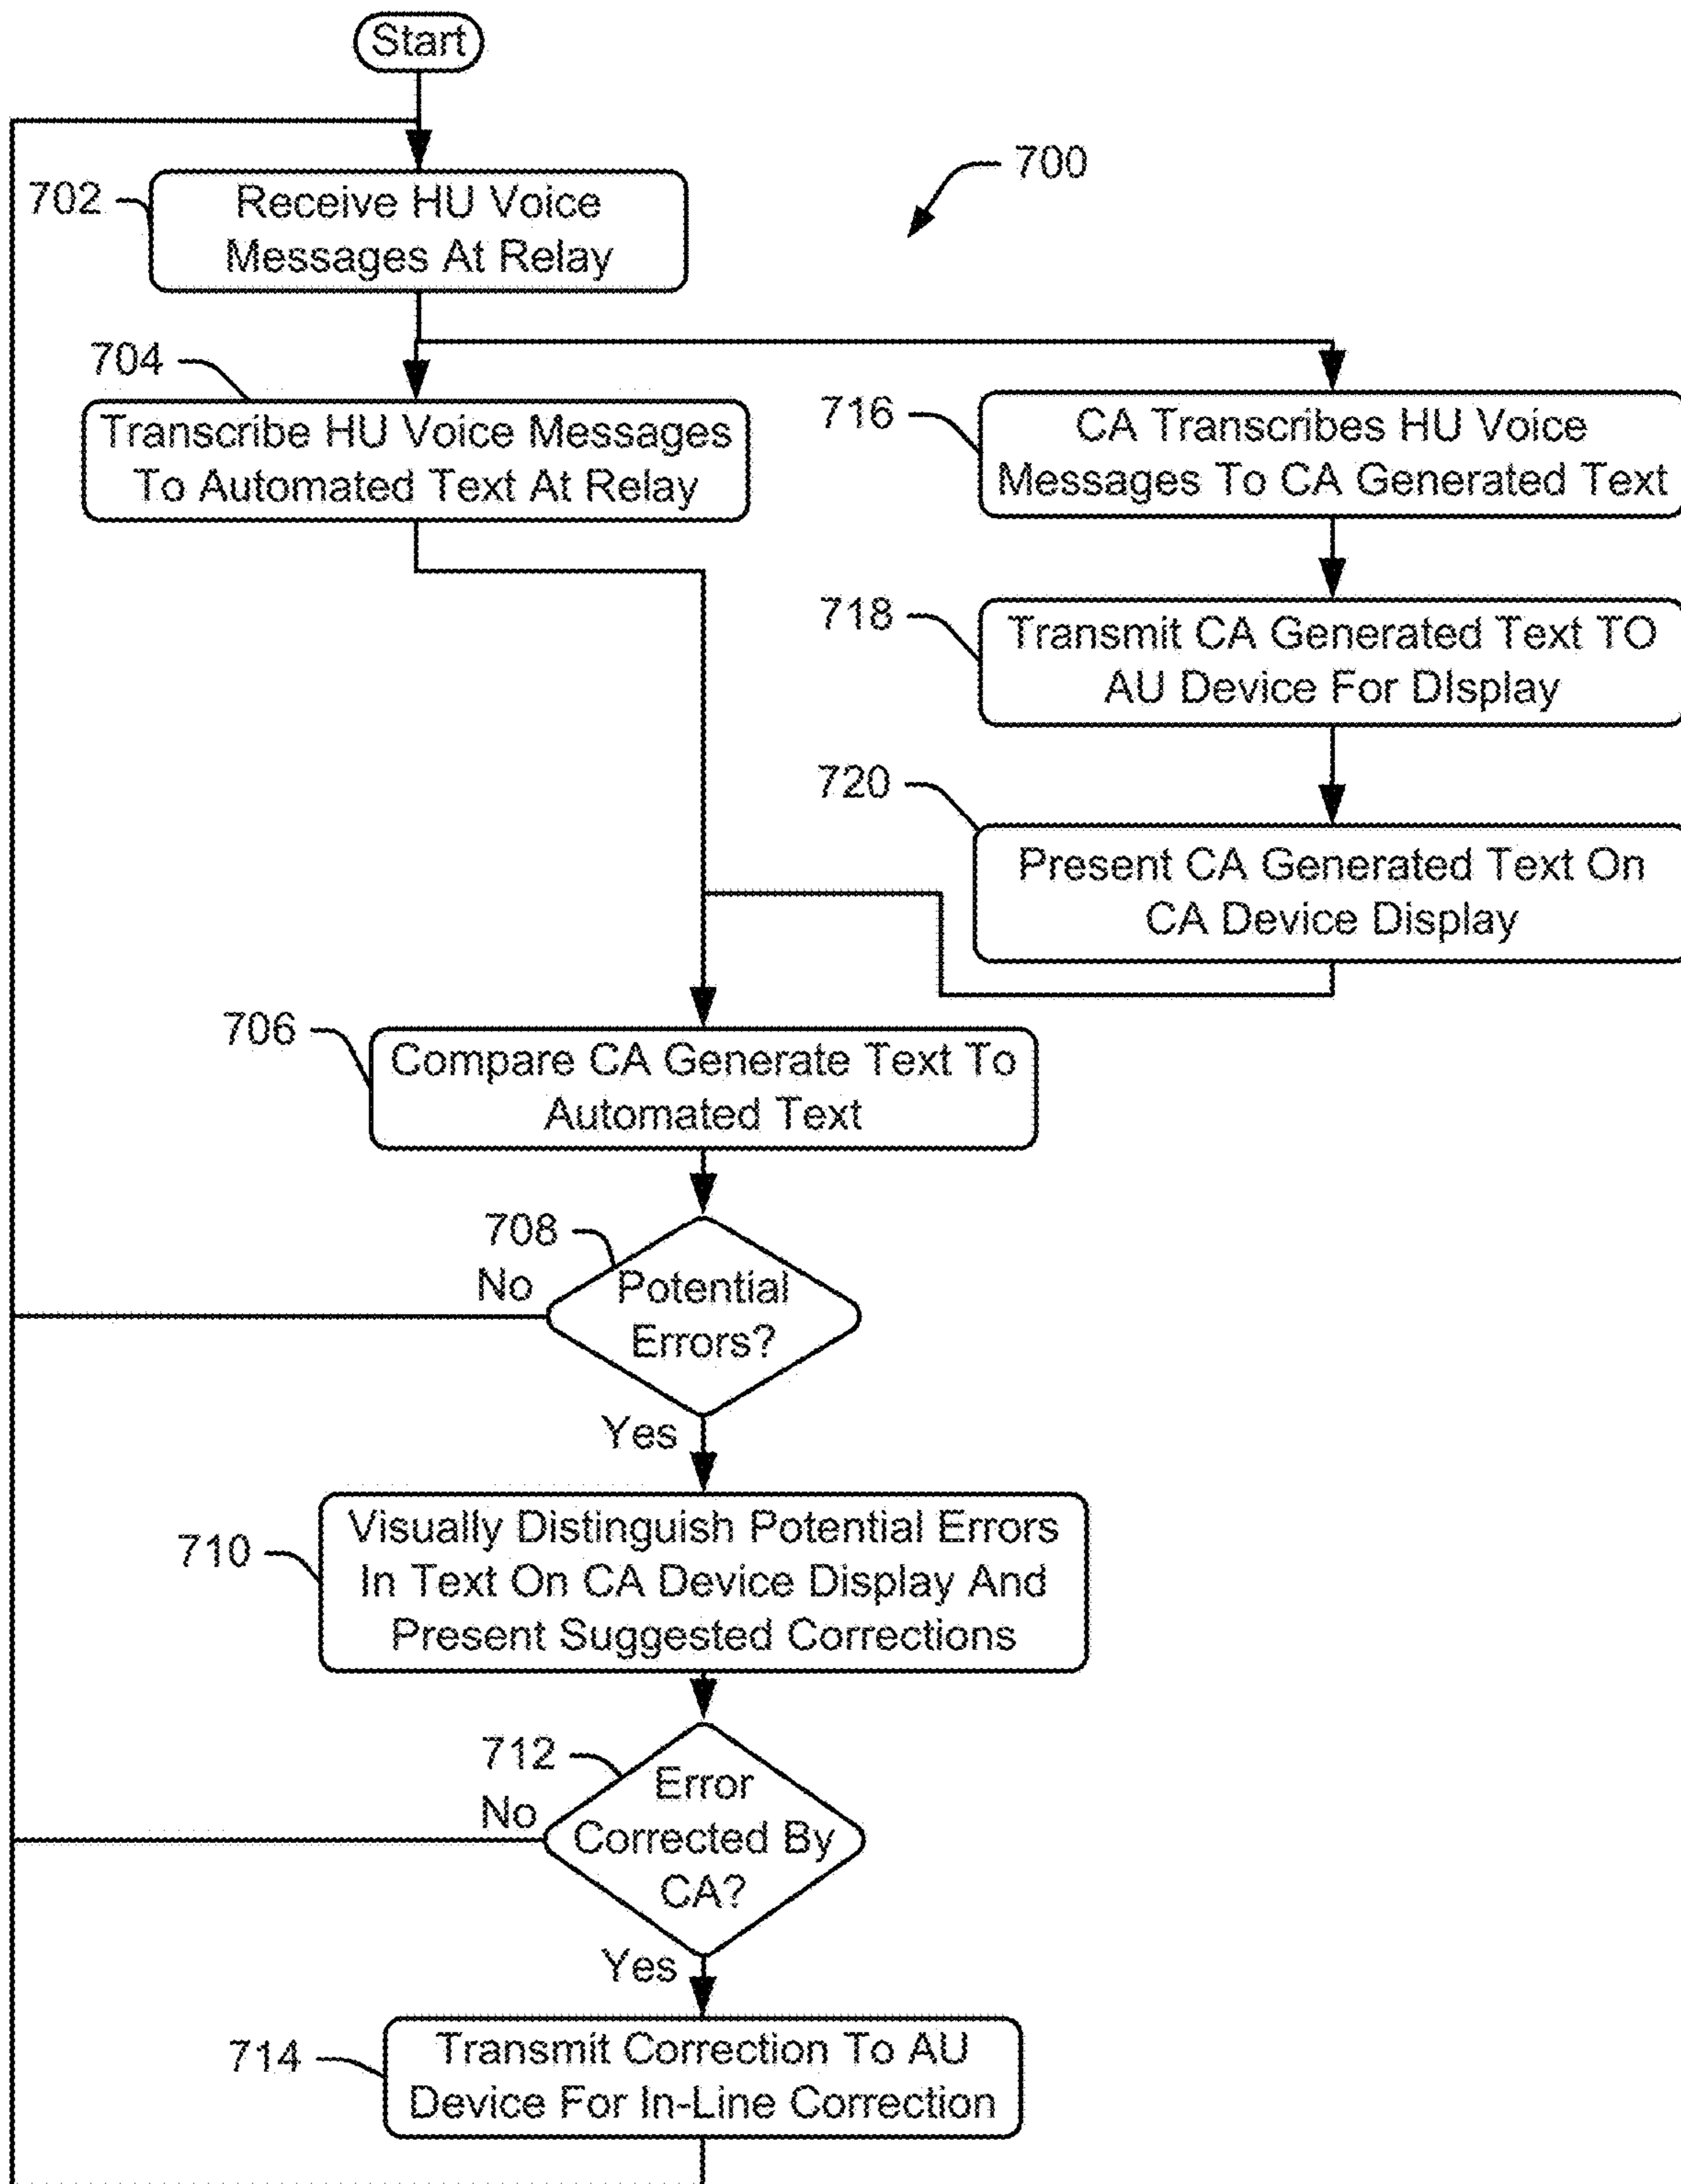 Start
700
702
Receive HU Voice
Messages At Relay
704
Transcribe HU Voice Messages
To Automated Text At Relay
716
CA Transcribes HU Voice
Messages To CA Generated Text
718
Transmit CA Generated Text TO
AU Device For DIsplay
720
Present CA Generated Text On
CA Device Display
706
Compare CA Generate Text To
Automated Text
708
No
Potential
Errors?
Yes
710
Visually Distinguish Potential Errors
In Text On CA Device Display And
Present Suggested Corrections
712
No
Error
Corrected By
CA?
Yes
714
Transmit Correction To AU
Device For In-Line Correction